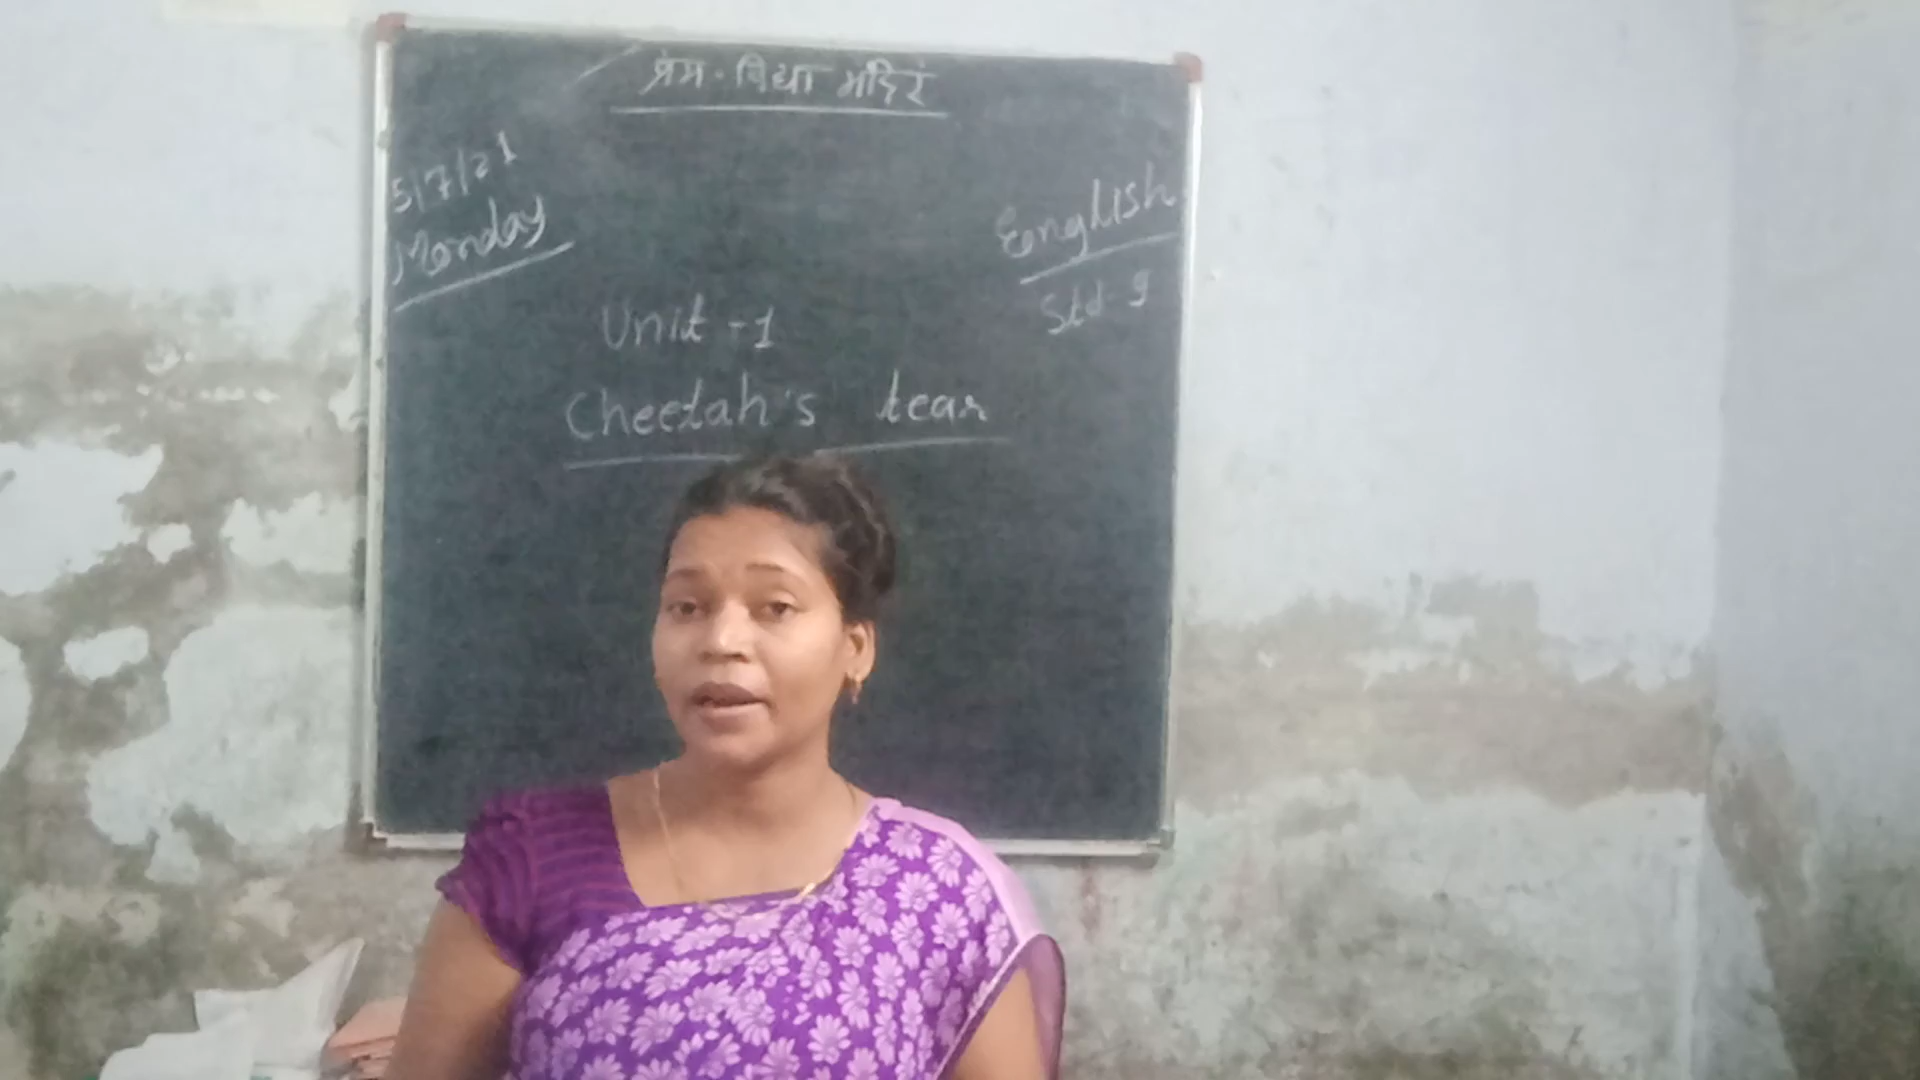 प्रेम · विद्या मंदिर
5/7/21
Monday
English
Std - 9
Unit - 1
Cheetah's tear